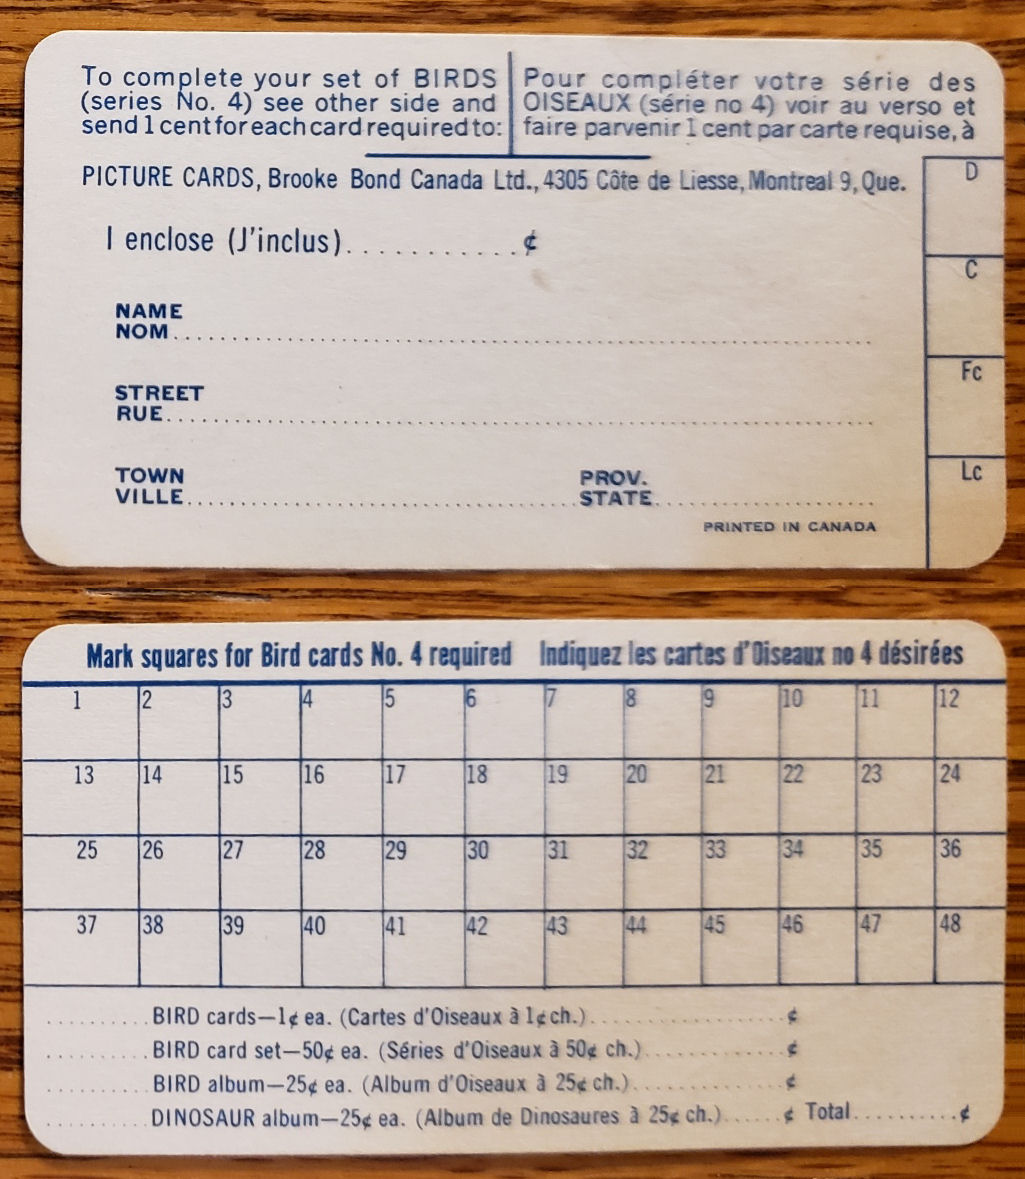 To complete your set of BIRDS
(series No. 4) see other side and
send 1 cent for each card required to:
Pour compléter votre série des
OISEAUX (série no 4) voir au verso et
faire parvenir 1 cent par carte requise, à
PICTURE CARDS, Brooke Bond Canada Ltd., 4305 Côte de Liesse, Montreal 9, Que.
D
C
Fc
Lc
I enclose (J'inclus)...........¢
NAME
NOM
STREET
RUE
TOWN
VILLE
PROV.
STATE
PRINTED IN CANADA
Mark squares for Bird cards No. 4 required Indiquez les cartes d'Oiseaux no 4 désirées
1 2 3 4 5 6 7 8 9 10 11 12
13 14 15 16 17 18 19 20 21 22 23 24
25 26 27 28 29 30 31 32 33 34 35 36
37 38 39 40 41 42 43 44 45 46 47 48
..........BIRD cards—1¢ ea. (Cartes d'Oiseaux à 1¢ ch.)....................¢
..........BIRD card set—50¢ ea. (Séries d'Oiseaux à 50¢ ch.)..............¢
..........BIRD album—25¢ ea. (Album d'Oiseaux à 25¢ ch.)...............¢
..........DINOSAUR album—25¢ ea. (Album de Dinosaures à 25¢ ch.)......¢ Total..........¢